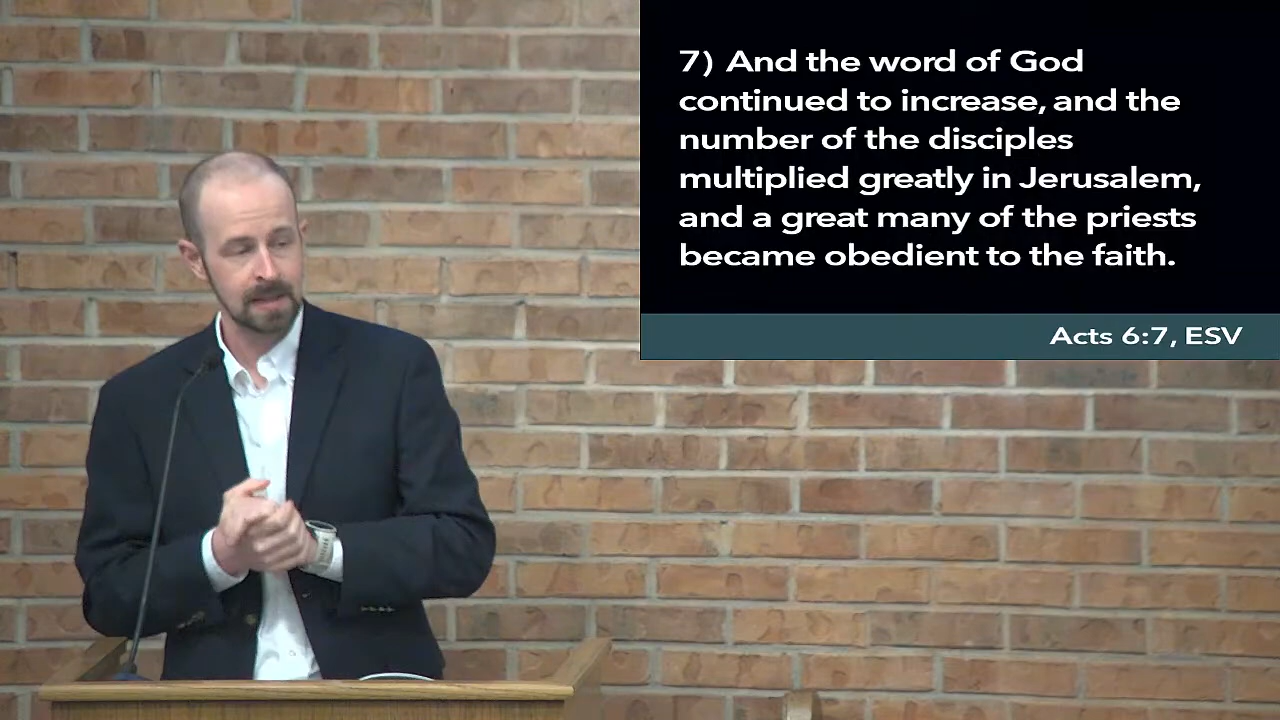 7) And the word of God
continued to increase, and the
number of the disciples
multiplied greatly in Jerusalem,
and a great many of the priests
became obedient to the faith.
Acts 6:7, ESV